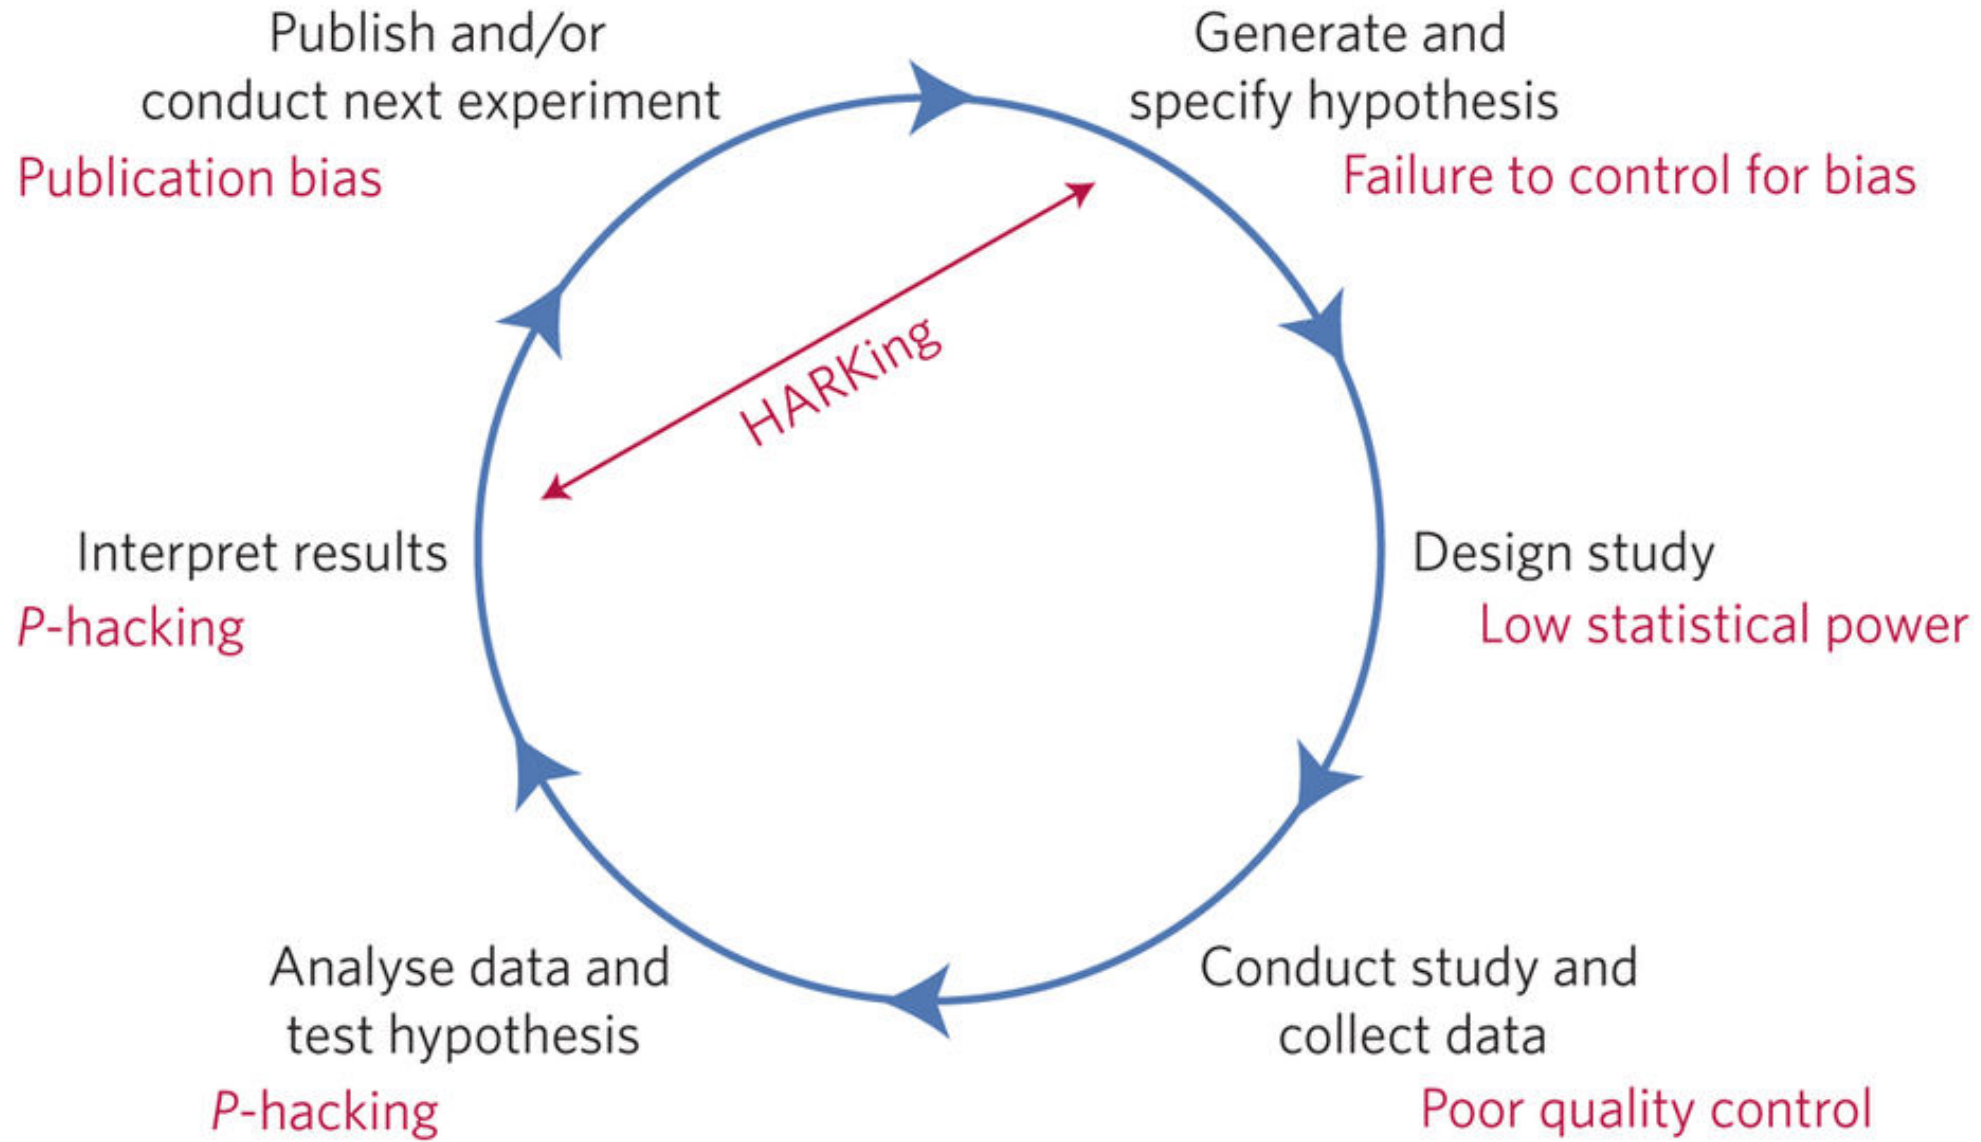 Publish and/or
conduct next experiment
Publication bias
Generate and
specify hypothesis
Failure to control for bias
HARKing
Interpret results
P-hacking
Design study
Low statistical power
Analyse data and
test hypothesis
P-hacking
Conduct study and
collect data
Poor quality control